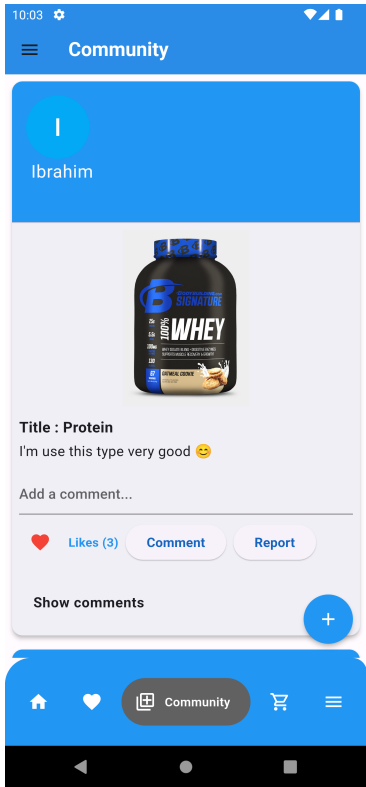 10:03
Community
I
Ibrahim
B
SIGNATURE
100% WHEY
OATMEAL COOKIE
Title : Protein
I'm use this type very good 😊
Add a comment...
Likes (3)
Comment
Report
Show comments
+
Community